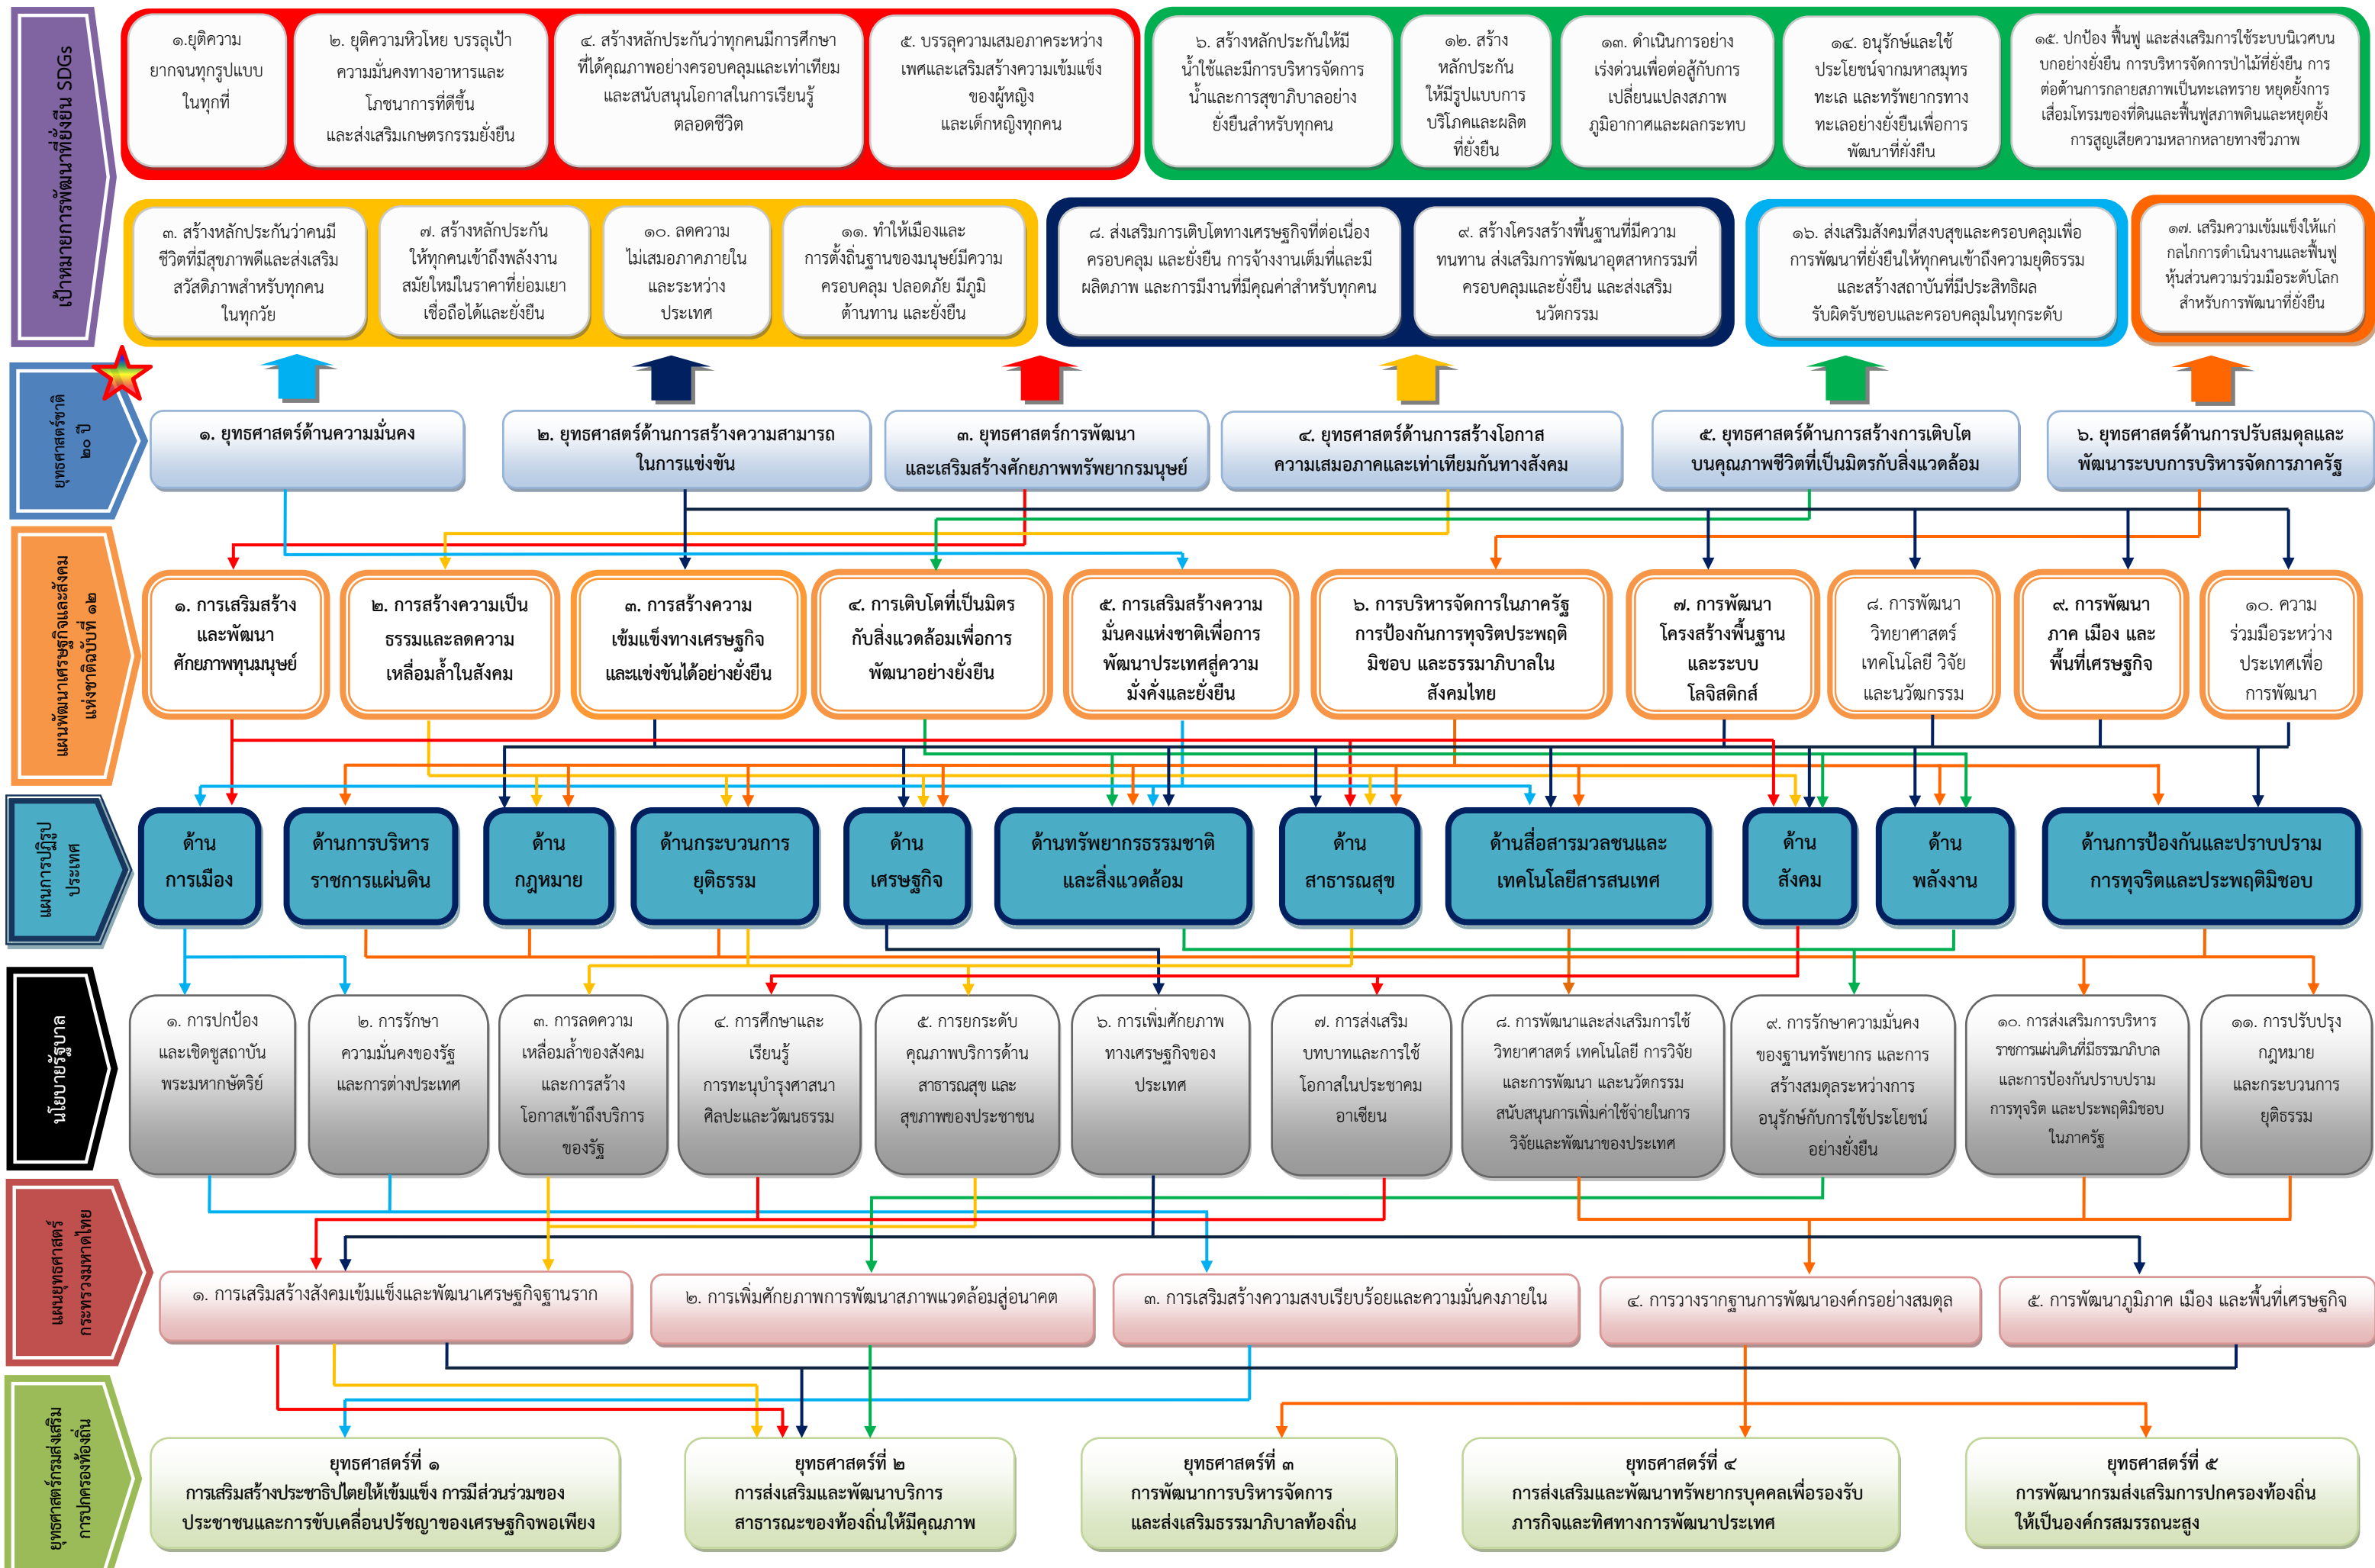 เป้าหมายการพัฒนาที่ยั่งยืน SDGs
๑.ยุติความ
ยากจนทุกรูปแบบ
ในทุกที่
๒. ยุติความหิวโหย บรรลุเป้า
ความมั่นคงทางอาหารและ
โภชนาการที่ดีขึ้น
และส่งเสริมเกษตรกรรมยั่งยืน
๔. สร้างหลักประกันว่าทุกคนมีการศึกษา
ที่ได้คุณภาพอย่างครอบคลุมและเท่าเทียม
และสนับสนุนโอกาสในการเรียนรู้
ตลอดชีวิต
๕. บรรลุความเสมอภาคระหว่าง
เพศและเสริมสร้างความเข้มแข็ง
ของผู้หญิง
และเด็กหญิงทุกคน
๖. สร้างหลักประกันให้มี
น้ำใช้และมีการบริหารจัดการ
น้ำและการสุขาภิบาลอย่าง
ยั่งยืนสำหรับทุกคน
๑๒. สร้าง
หลักประกัน
ให้มีรูปแบบการ
บริโภคและผลิต
ที่ยั่งยืน
๑๓. ดำเนินการอย่าง
เร่งด่วนเพื่อต่อสู้กับการ
เปลี่ยนแปลงสภาพ
ภูมิอากาศและผลกระทบ
๑๔. อนุรักษ์และใช้
ประโยชน์จากมหาสมุทร
ทะเล และทรัพยากรทาง
ทะเลอย่างยั่งยืนเพื่อการ
พัฒนาที่ยั่งยืน
๑๕. ปกป้อง ฟื้นฟู และส่งเสริมการใช้ระบบนิเวศบน
บกอย่างยั่งยืน การบริหารจัดการป่าไม้ที่ยั่งยืน การ
ต่อต้านการกลายสภาพเป็นทะเลทราย หยุดยั้งการ
เสื่อมโทรมของที่ดินและฟื้นฟูสภาพดินและหยุดยั้ง
การสูญเสียความหลากหลายทางชีวภาพ
๓. สร้างหลักประกันว่าคนมี
ชีวิตที่มีสุขภาพดีและส่งเสริม
สวัสดิภาพสำหรับทุกคน
ในทุกวัย
๗. สร้างหลักประกัน
ให้ทุกคนเข้าถึงพลังงาน
สมัยใหม่ในราคาที่ย่อมเยา
เชื่อถือได้และยั่งยืน
๑๐. ลดความ
ไม่เสมอภาคภายใน
และระหว่าง
ประเทศ
๑๑. ทำให้เมืองและ
การตั้งถิ่นฐานของมนุษย์มีความ
ครอบคลุม ปลอดภัย มีภูมิ
ต้านทาน และยั่งยืน
๘. ส่งเสริมการเติบโตทางเศรษฐกิจที่ต่อเนื่อง
ครอบคลุม และยั่งยืน การจ้างงานเต็มที่และมี
ผลิตภาพ และการมีงานที่มีคุณค่าสำหรับทุกคน
๙. สร้างโครงสร้างพื้นฐานที่มีความ
ทนทาน ส่งเสริมการพัฒนาอุตสาหกรรมที่
ครอบคลุมและยั่งยืน และส่งเสริม
นวัตกรรม
๑๖. ส่งเสริมสังคมที่สงบสุขและครอบคลุมเพื่อ
การพัฒนาที่ยั่งยืนให้ทุกคนเข้าถึงความยุติธรรม
และสร้างสถาบันที่มีประสิทธิผล
รับผิดรับชอบและครอบคลุมในทุกระดับ
๑๗. เสริมความเข้มแข็งให้แก่
กลไกการดำเนินงานและฟื้นฟู
หุ้นส่วนความร่วมมือระดับโลก
สำหรับการพัฒนาที่ยั่งยืน
ยุทธศาสตร์ชาติ
๒๐ ปี
๑. ยุทธศาสตร์ด้านความมั่นคง
๒. ยุทธศาสตร์ด้านการสร้างความสามารถ
ในการแข่งขัน
๓. ยุทธศาสตร์การพัฒนา
และเสริมสร้างศักยภาพทรัพยากรมนุษย์
๔. ยุทธศาสตร์ด้านการสร้างโอกาส
ความเสมอภาคและเท่าเทียมกันทางสังคม
๕. ยุทธศาสตร์ด้านการสร้างการเติบโต
บนคุณภาพชีวิตที่เป็นมิตรกับสิ่งแวดล้อม
๖. ยุทธศาสตร์ด้านการปรับสมดุลและ
พัฒนาระบบการบริหารจัดการภาครัฐ
แผนพัฒนาเศรษฐกิจและสังคม
แห่งชาติฉบับที่ ๑๒
๑. การเสริมสร้าง
และพัฒนา
ศักยภาพทุนมนุษย์
๒. การสร้างความเป็น
ธรรมและลดความ
เหลื่อมล้ำในสังคม
๓. การสร้างความ
เข้มแข็งทางเศรษฐกิจ
และแข่งขันได้อย่างยั่งยืน
๔. การเติบโตที่เป็นมิตร
กับสิ่งแวดล้อมเพื่อการ
พัฒนาอย่างยั่งยืน
๕. การเสริมสร้างความ
มั่นคงแห่งชาติเพื่อการ
พัฒนาประเทศสู่ความ
มั่งคั่งและยั่งยืน
๖. การบริหารจัดการในภาครัฐ
การป้องกันการทุจริตประพฤติ
มิชอบ และธรรมาภิบาลใน
สังคมไทย
๗. การพัฒนา
โครงสร้างพื้นฐาน
และระบบ
โลจิสติกส์
๘. การพัฒนา
วิทยาศาสตร์
เทคโนโลยี วิจัย
และนวัฒกรรม
๙. การพัฒนา
ภาค เมือง และ
พื้นที่เศรษฐกิจ
๑๐. ความ
ร่วมมือระหว่าง
ประเทศเพื่อ
การพัฒนา
แผนการปฏิรูป
ประเทศ
ด้าน
การเมือง
ด้านการบริหาร
ราชการแผ่นดิน
ด้าน
กฎหมาย
ด้านกระบวนการ
ยุติธรรม
ด้าน
เศรษฐกิจ
ด้านทรัพยากรธรรมชาติ
และสิ่งแวดล้อม
ด้าน
สาธารณสุข
ด้านสื่อสารมวลชนและ
เทคโนโลยีสารสนเทศ
ด้าน
สังคม
ด้าน
พลังงาน
ด้านการป้องกันและปราบปราม
การทุจริตและประพฤติมิชอบ
นโยบายรัฐบาล
๑. การปกป้อง
และเชิดชูสถาบัน
พระมหากษัตริย์
๒. การรักษา
ความมั่นคงของรัฐ
และการต่างประเทศ
๓. การลดความ
เหลื่อมล้ำของสังคม
และการสร้าง
โอกาสเข้าถึงบริการ
ของรัฐ
๔. การศึกษาและ
เรียนรู้
การทะนุบำรุงศาสนา
ศิลปะและวัฒนธรรม
๕. การยกระดับ
คุณภาพบริการด้าน
สาธารณสุข และ
สุขภาพของประชาชน
๖. การเพิ่มศักยภาพ
ทางเศรษฐกิจของ
ประเทศ
๗. การส่งเสริม
บทบาทและการใช้
โอกาสในประชาคม
อาเซียน
๘. การพัฒนาและส่งเสริมการใช้
วิทยาศาสตร์ เทคโนโลยี การวิจัย
และการพัฒนา และนวัตกรรม
สนับสนุนการเพิ่มค่าใช้จ่ายในการ
วิจัยและพัฒนาของประเทศ
๙. การรักษาความมั่นคง
ของฐานทรัพยากร และการ
สร้างสมดุลระหว่างการ
อนุรักษ์กับการใช้ประโยชน์
อย่างยั่งยืน
๑๐. การส่งเสริมการบริหาร
ราชการแผ่นดินที่มีธรรมาภิบาล
และการป้องกันปราบปราม
การทุจริต และประพฤติมิชอบ
ในภาครัฐ
๑๑. การปรับปรุง
กฎหมาย
และกระบวนการ
ยุติธรรม
แผนยุทธศาสตร์
กระทรวงมหาดไทย
๑. การเสริมสร้างสังคมเข้มแข็งและพัฒนาเศรษฐกิจฐานราก
๒. การเพิ่มศักยภาพการพัฒนาสภาพแวดล้อมสู่อนาคต
๓. การเสริมสร้างความสงบเรียบร้อยและความมั่นคงภายใน
๔. การวางรากฐานการพัฒนาองค์กรอย่างสมดุล
๕. การพัฒนาภูมิภาค เมือง และพื้นที่เศรษฐกิจ
ยุทธศาสตร์กรมส่งเสริม
การปกครองท้องถิ่น
ยุทธศาสตร์ที่ ๑
การเสริมสร้างประชาธิปไตยให้เข้มแข็ง การมีส่วนร่วมของ
ประชาชนและการขับเคลื่อนปรัชญาของเศรษฐกิจพอเพียง
ยุทธศาสตร์ที่ ๒
การส่งเสริมและพัฒนาบริการ
สาธารณะของท้องถิ่นให้มีคุณภาพ
ยุทธศาสตร์ที่ ๓
การพัฒนาการบริหารจัดการ
และส่งเสริมธรรมาภิบาลท้องถิ่น
ยุทธศาสตร์ที่ ๔
การส่งเสริมและพัฒนาทรัพยากรบุคคลเพื่อรองรับ
ภารกิจและทิศทางการพัฒนาประเทศ
ยุทธศาสตร์ที่ ๕
การพัฒนากรมส่งเสริมการปกครองท้องถิ่น
ให้เป็นองค์กรสมรรถนะสูง